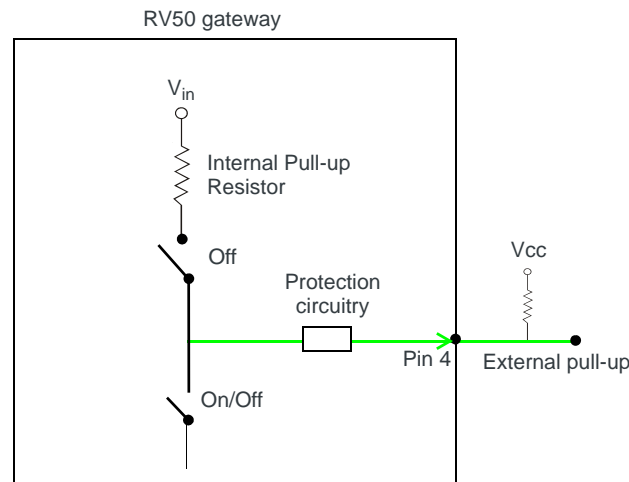 RV50 gateway
Vin
Internal Pull-up
Resistor
Off
Vcc
Protection
circuitry
Pin 4
External pull-up
On/Off